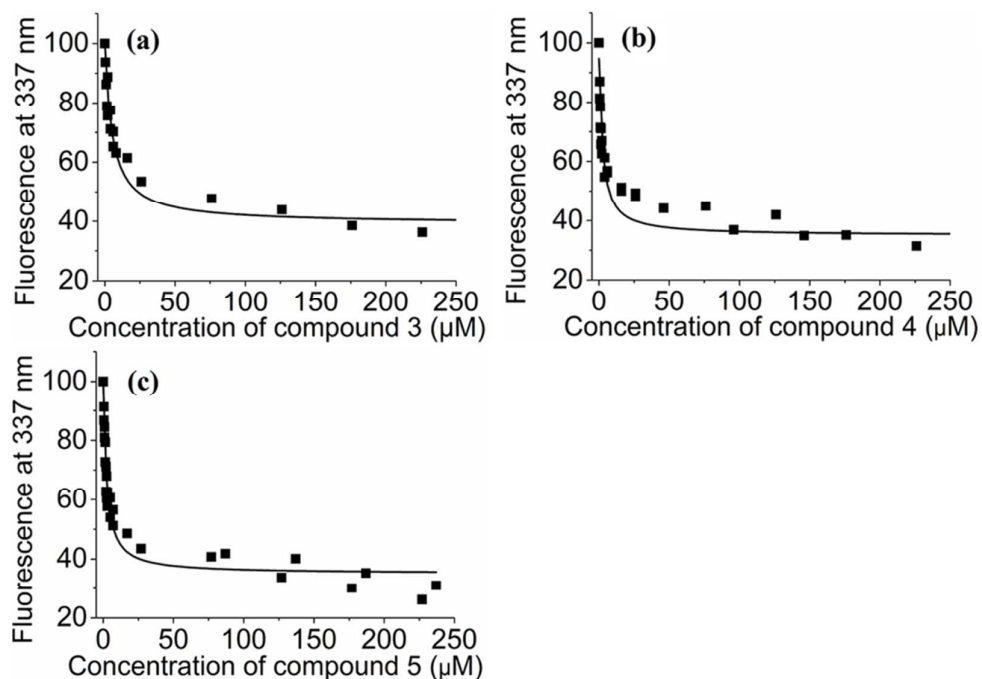 (a)
Fluorescence at 337 nm
100
80
60
40
20
0 50 100 150 200 250
Concentration of compound 3 (µM)
(b)
Fluorescence at 337 nm
100
80
60
40
20
0 50 100 150 200 250
Concentration of compound 4 (µM)
(c)
Fluorescence at 337 nm
100
80
60
40
20
0 50 100 150 200 250
Concentration of compound 5 (µM)